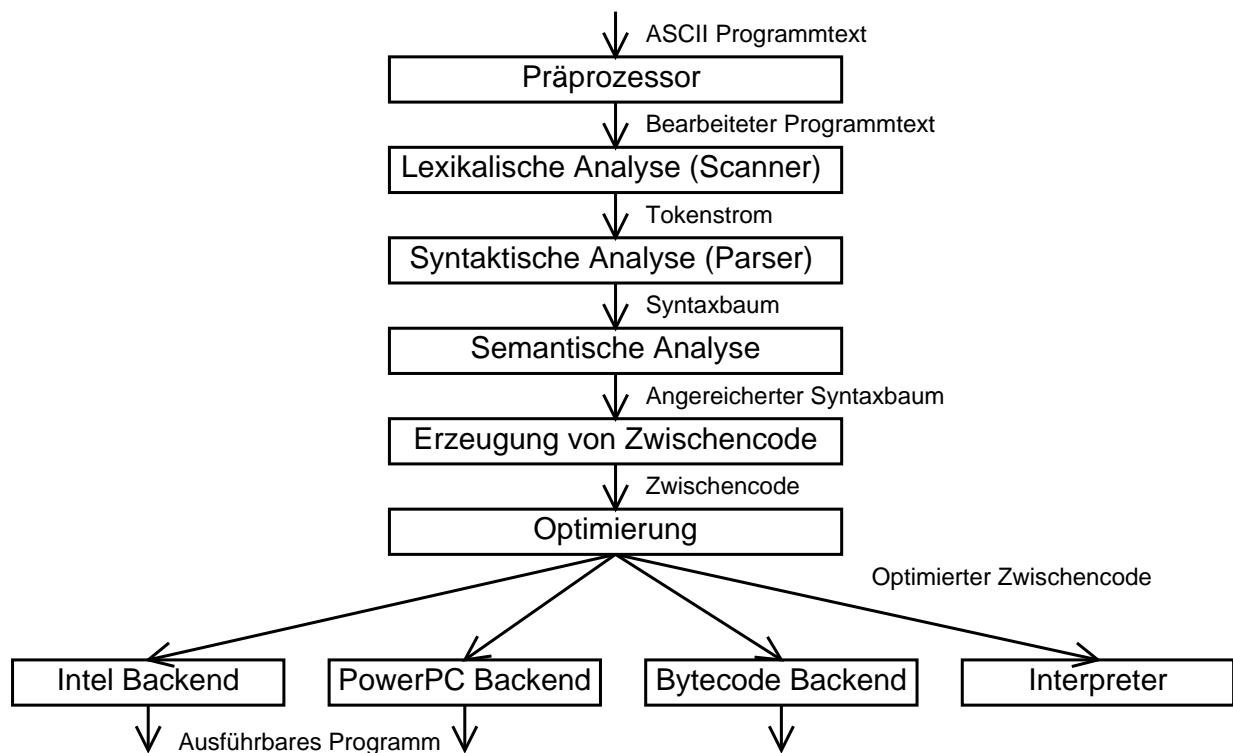 ASCII Programmtext
Präprozessor
Bearbeiteter Programmtext
Lexikalische Analyse (Scanner)
Tokenstrom
Syntaktische Analyse (Parser)
Syntaxbaum
Semantische Analyse
Angereicherter Syntaxbaum
Erzeugung von Zwischencode
Zwischencode
Optimierung
Optimierter Zwischencode
Intel Backend
PowerPC Backend
Bytecode Backend
Interpreter
Ausführbares Programm